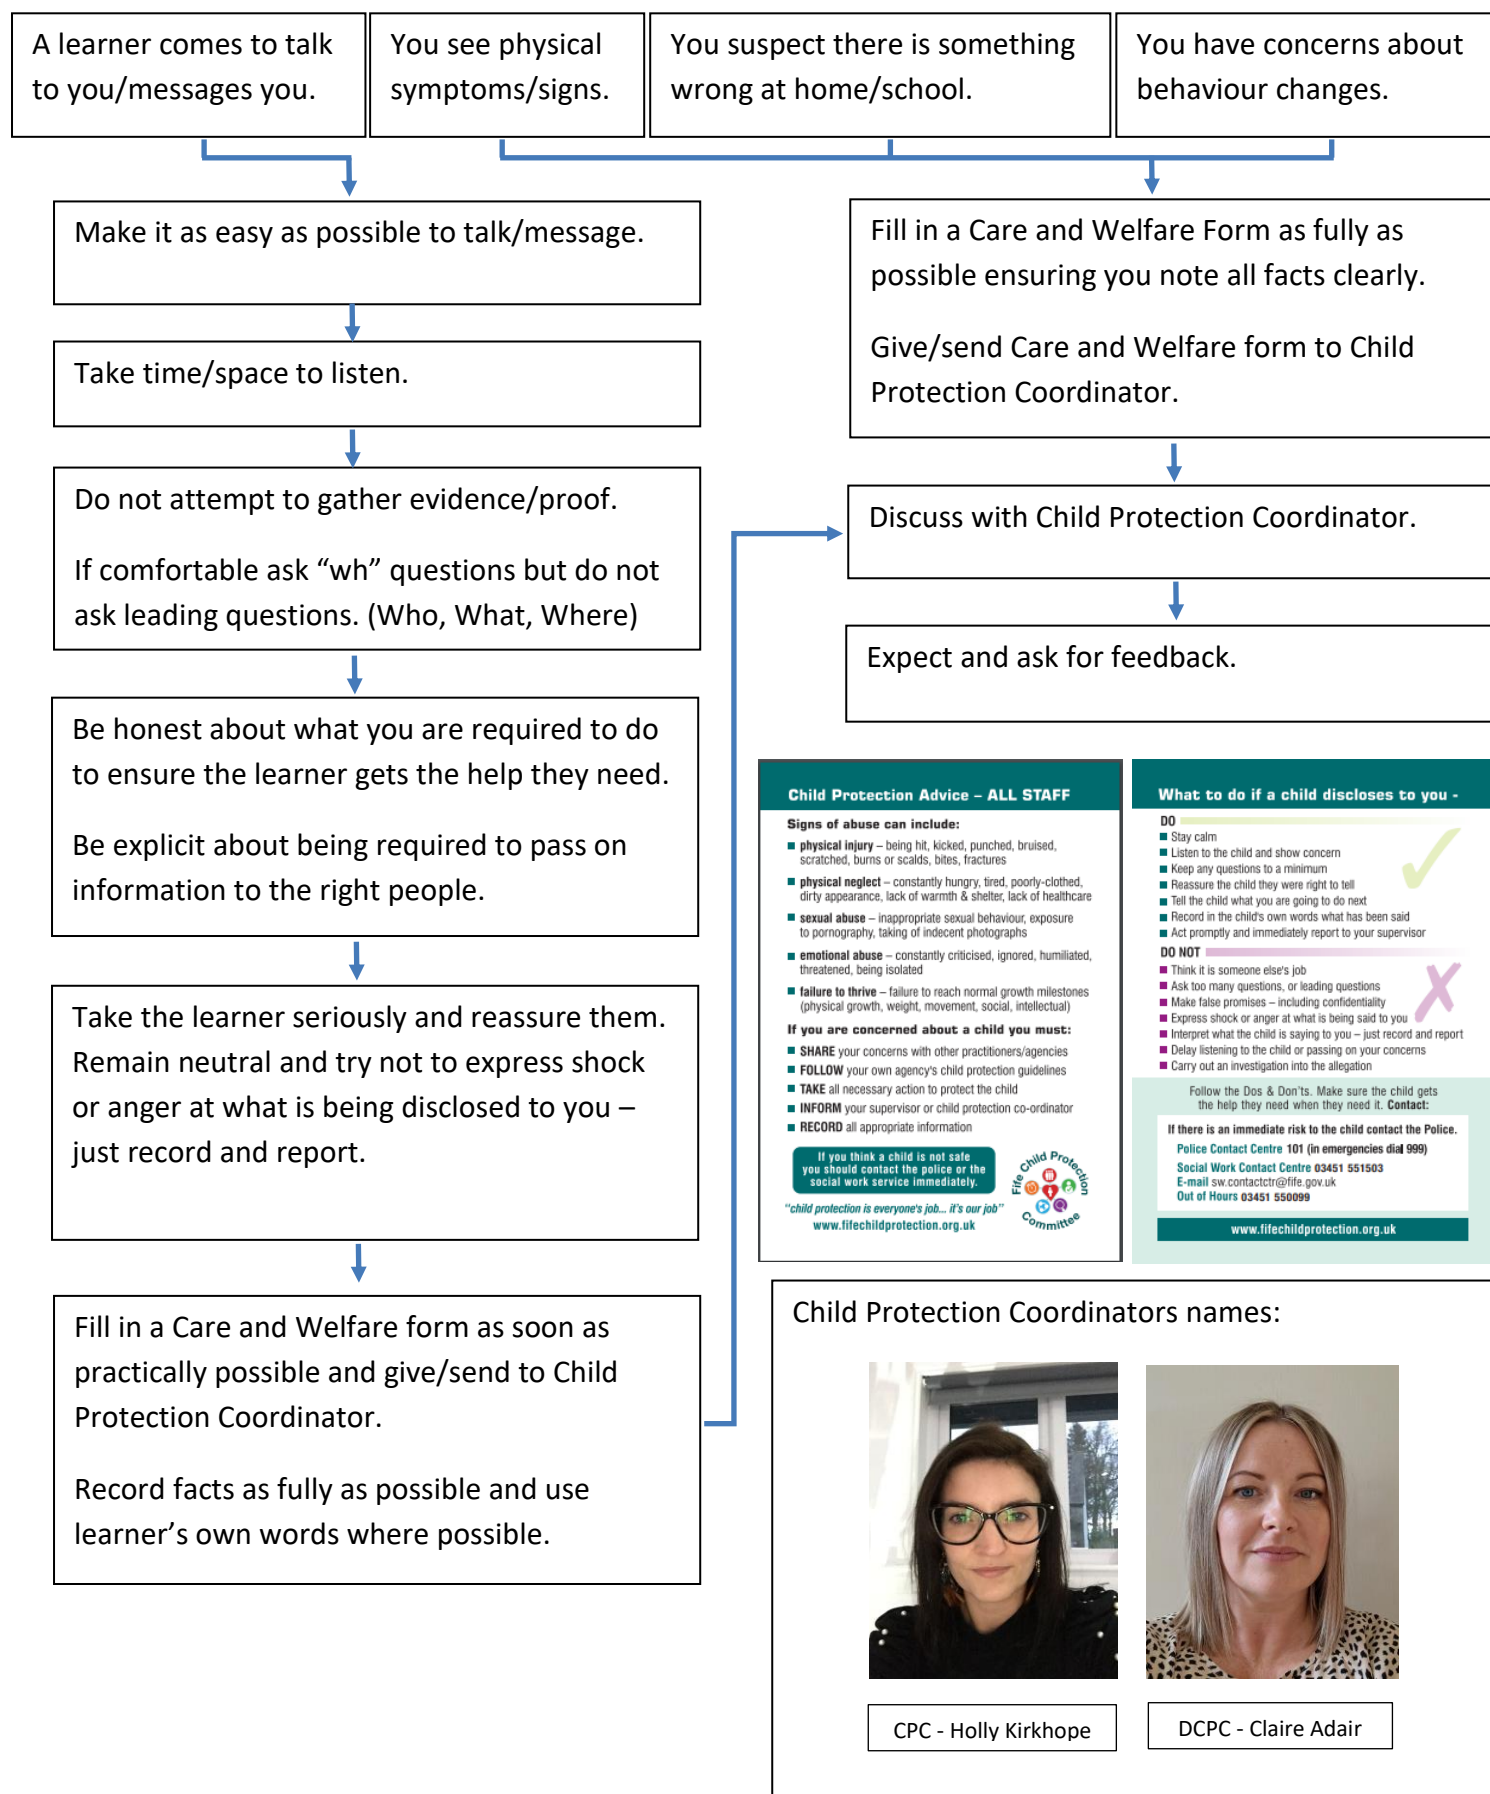 A learner comes to talk
to you/messages you.
You see physical
symptoms/signs.
You suspect there is something
wrong at home/school.
You have concerns about
behaviour changes.
Make it as easy as possible to talk/message.
Take time/space to listen.
Do not attempt to gather evidence/proof.
If comfortable ask “wh” questions but do not
ask leading questions. (Who, What, Where)
Be honest about what you are required to do
to ensure the learner gets the help they need.
Be explicit about being required to pass on
information to the right people.
Take the learner seriously and reassure them.
Remain neutral and try not to express shock
or anger at what is being disclosed to you –
just record and report.
Fill in a Care and Welfare form as soon as
practically possible and give/send to Child
Protection Coordinator.
Record facts as fully as possible and use
learner’s own words where possible.
Fill in a Care and Welfare Form as fully as
possible ensuring you note all facts clearly.
Give/send Care and Welfare form to Child
Protection Coordinator.
Discuss with Child Protection Coordinator.
Expect and ask for feedback.
Child Protection Advice – ALL STAFF
Signs of abuse can include:
physical injury – being hit, kicked, punched, bruised,
scratched, burns or scalds, bites, fractures
physical neglect – constantly hungry, tired, poorly-clothed,
dirty appearance, lack of warmth & shelter, lack of healthcare
sexual abuse – inappropriate sexual behaviour, exposure
to pornography, taking of indecent photographs
emotional abuse – constantly criticised, ignored, humiliated,
threatened, being isolated
failure to thrive – failure to reach normal growth milestones
(physical growth, weight, movement, social, intellectual)
If you are concerned about a child you must:
SHARE your concerns with other practitioners/agencies
FOLLOW your own agency's child protection guidelines
TAKE all necessary action to protect the child
INFORM your supervisor or child protection co-ordinator
RECORD all appropriate information
If you think a child is not safe
you should contact the police or the
social work service immediately.
"child protection is everyone's job... it's our job"
www.fifechildprotection.org.uk
Fife Child Protection
Committee
What to do if a child discloses to you -
DO
Stay calm
Listen to the child and show concern
Keep any questions to a minimum
Reassure the child they were right to tell
Tell the child what you are going to do next
Record in the child's own words what has been said
Act promptly and immediately report to your supervisor
DO NOT
Think it is someone else's job
Ask too many questions, or leading questions
Make false promises – including confidentiality
Express shock or anger at what is being said to you
Interpret what the child is saying to you – just record and report
Delay listening to the child or passing on your concerns
Carry out an investigation into the allegation
Follow the Dos & Don'ts. Make sure the child gets
the help they need when they need it. Contact:
If there is an immediate risk to the child contact the Police.
Police Contact Centre 101 (in emergencies dial 999)
Social Work Contact Centre 03451 551503
E-mail sw.contactctr@fife.gov.uk
Out of Hours 03451 550099
www.fifechildprotection.org.uk
Child Protection Coordinators names:
CPC - Holly Kirkhope
DCPC - Claire Adair